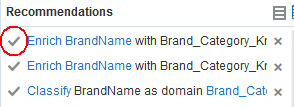 Recommendations
Enrich BrandName with Brand_Category_Kr
Enrich BrandName with Brand_Category_Kr
Classify BrandName as domain Brand_Cate